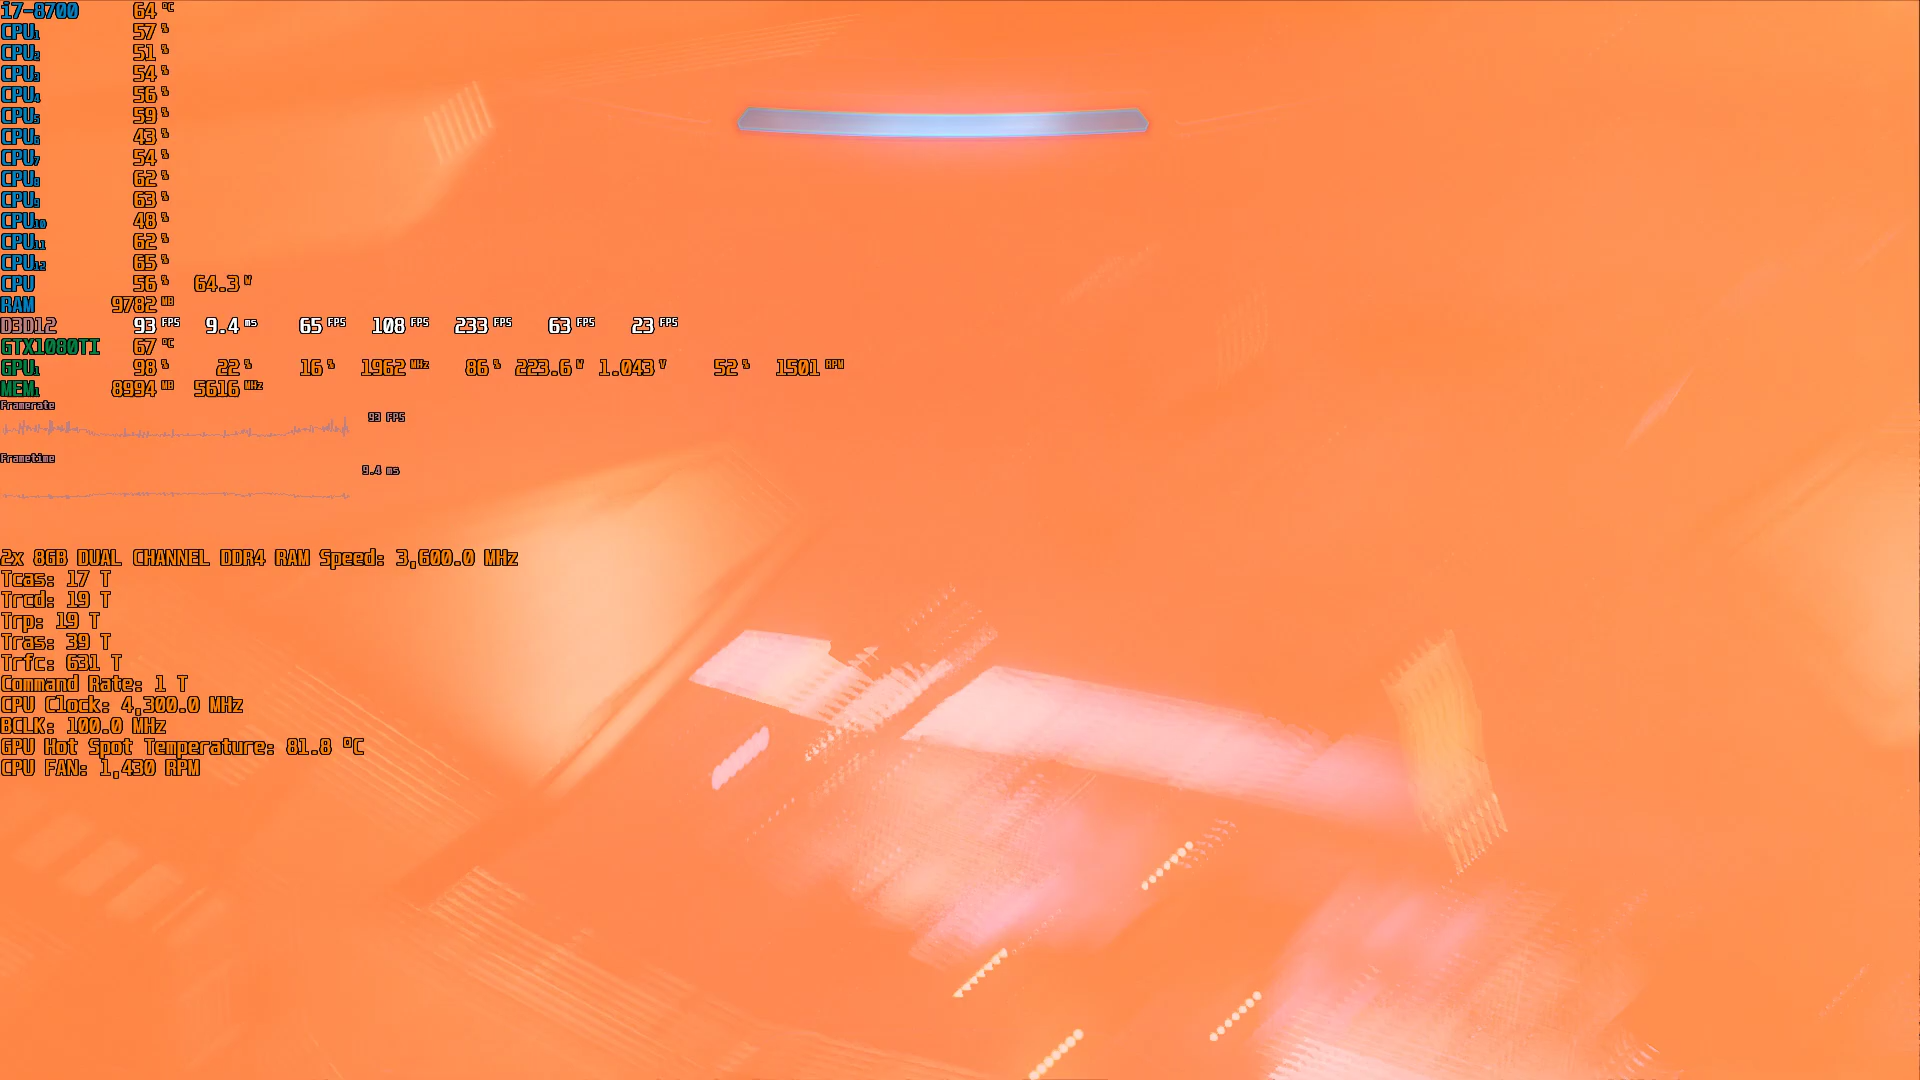 i7-8700 64 °C
CPU1 57 %
CPU2 51 %
CPU3 54 %
CPU4 56 %
CPU5 59 %
CPU6 43 %
CPU7 54 %
CPU8 62 %
CPU9 63 %
CPU10 48 %
CPU11 62 %
CPU12 65 %
CPU 56 % 64.3 W
RAM 9782 MB
D3D12 93 FPS 9.4 ms 65 FPS 108 FPS 233 FPS 63 FPS 23 FPS
GTX1080TI 67 °C
GPU1 98 % 22 % 16 % 1962 MHz 86 % 223.6 W 1.043 V 52 % 1501 RPM
MEM1 8994 MB 5616 MHz
Framerate
93 FPS
Frametime
9.4 ms
2x 8GB DUAL CHANNEL DDR4 RAM Speed: 3,600.0 MHz
Tcas: 17 T
Trcd: 19 T
Trp: 19 T
Tras: 39 T
Trfc: 631 T
Command Rate: 1 T
CPU Clock: 4,300.0 MHz
BCLK: 100.0 MHz
GPU Hot Spot Temperature: 81.8 °C
CPU FAN: 1,430 RPM